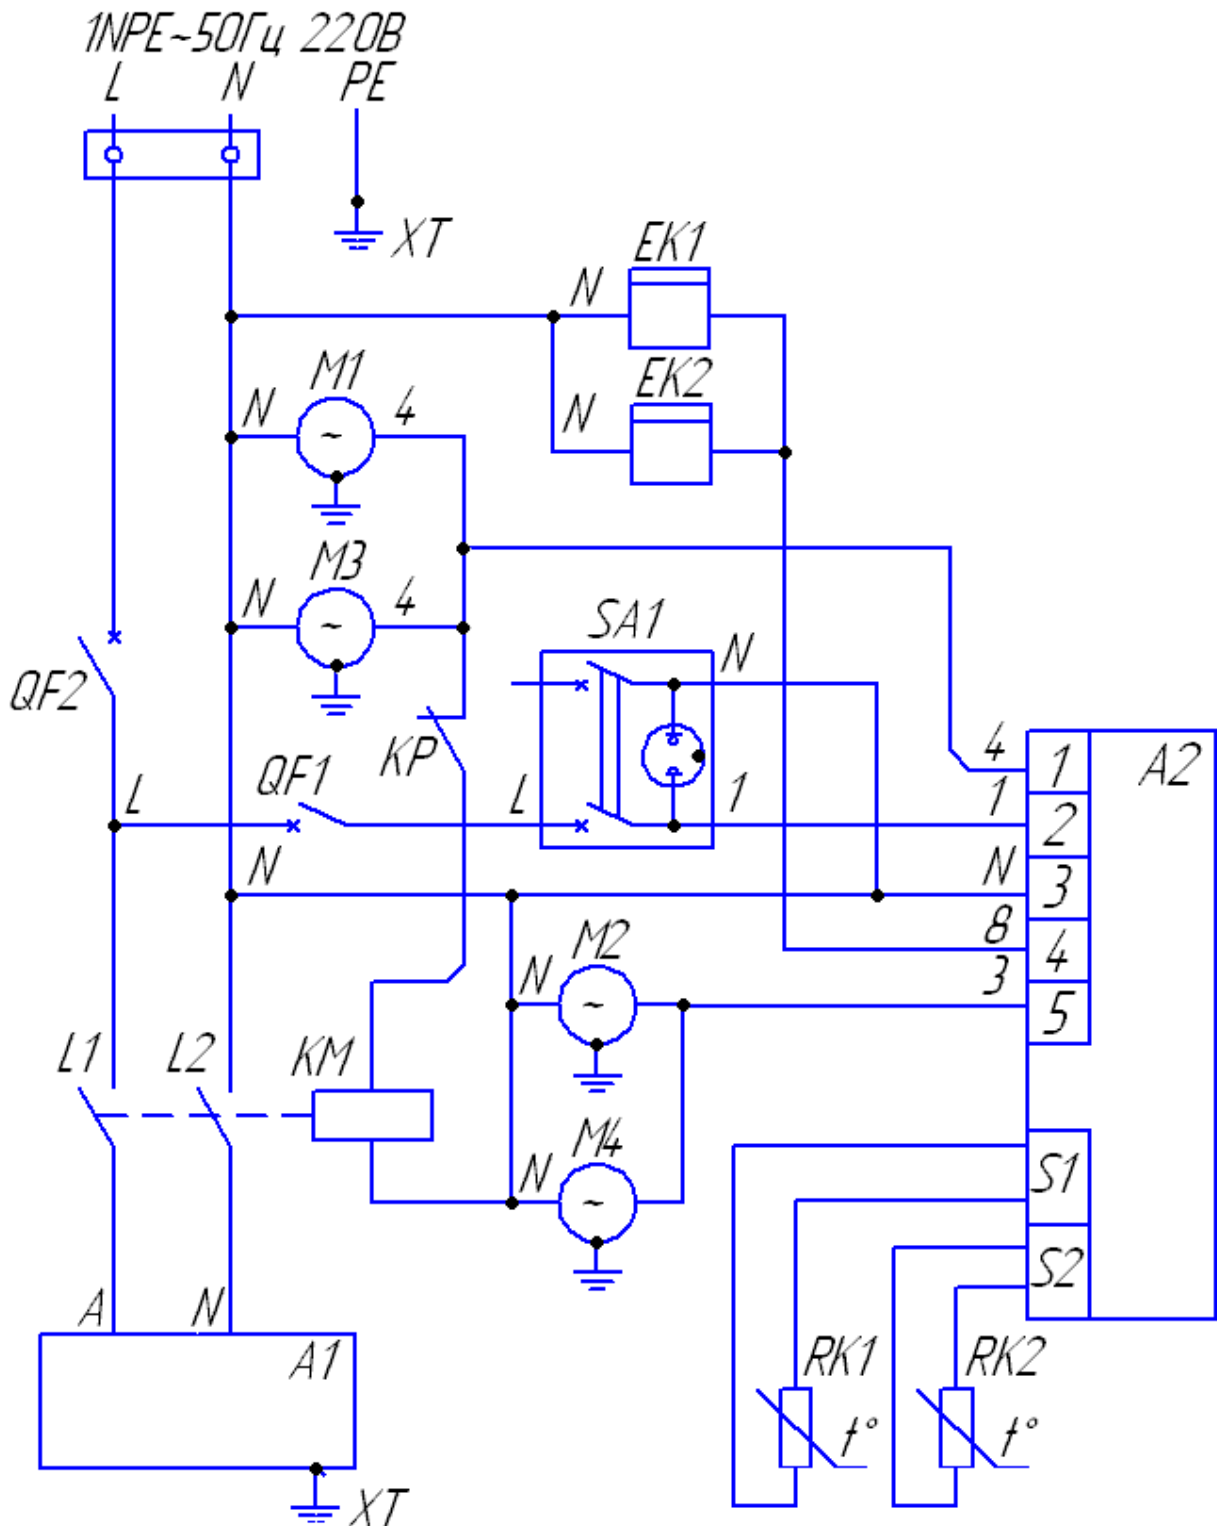 1NPE~50Гц 220В
L N PE
XT
EK1
N
M1
EK2
N 4
N
M3
N 4
SA1
N
QF2
KP
4
1
A2
QF1
L
L
1
1
2
N
N
3
M2
8
4
N
3
5
L1 L2 KM
M4
N
S1
S2
A N
A1
RK1 RK2
t° t°
XT